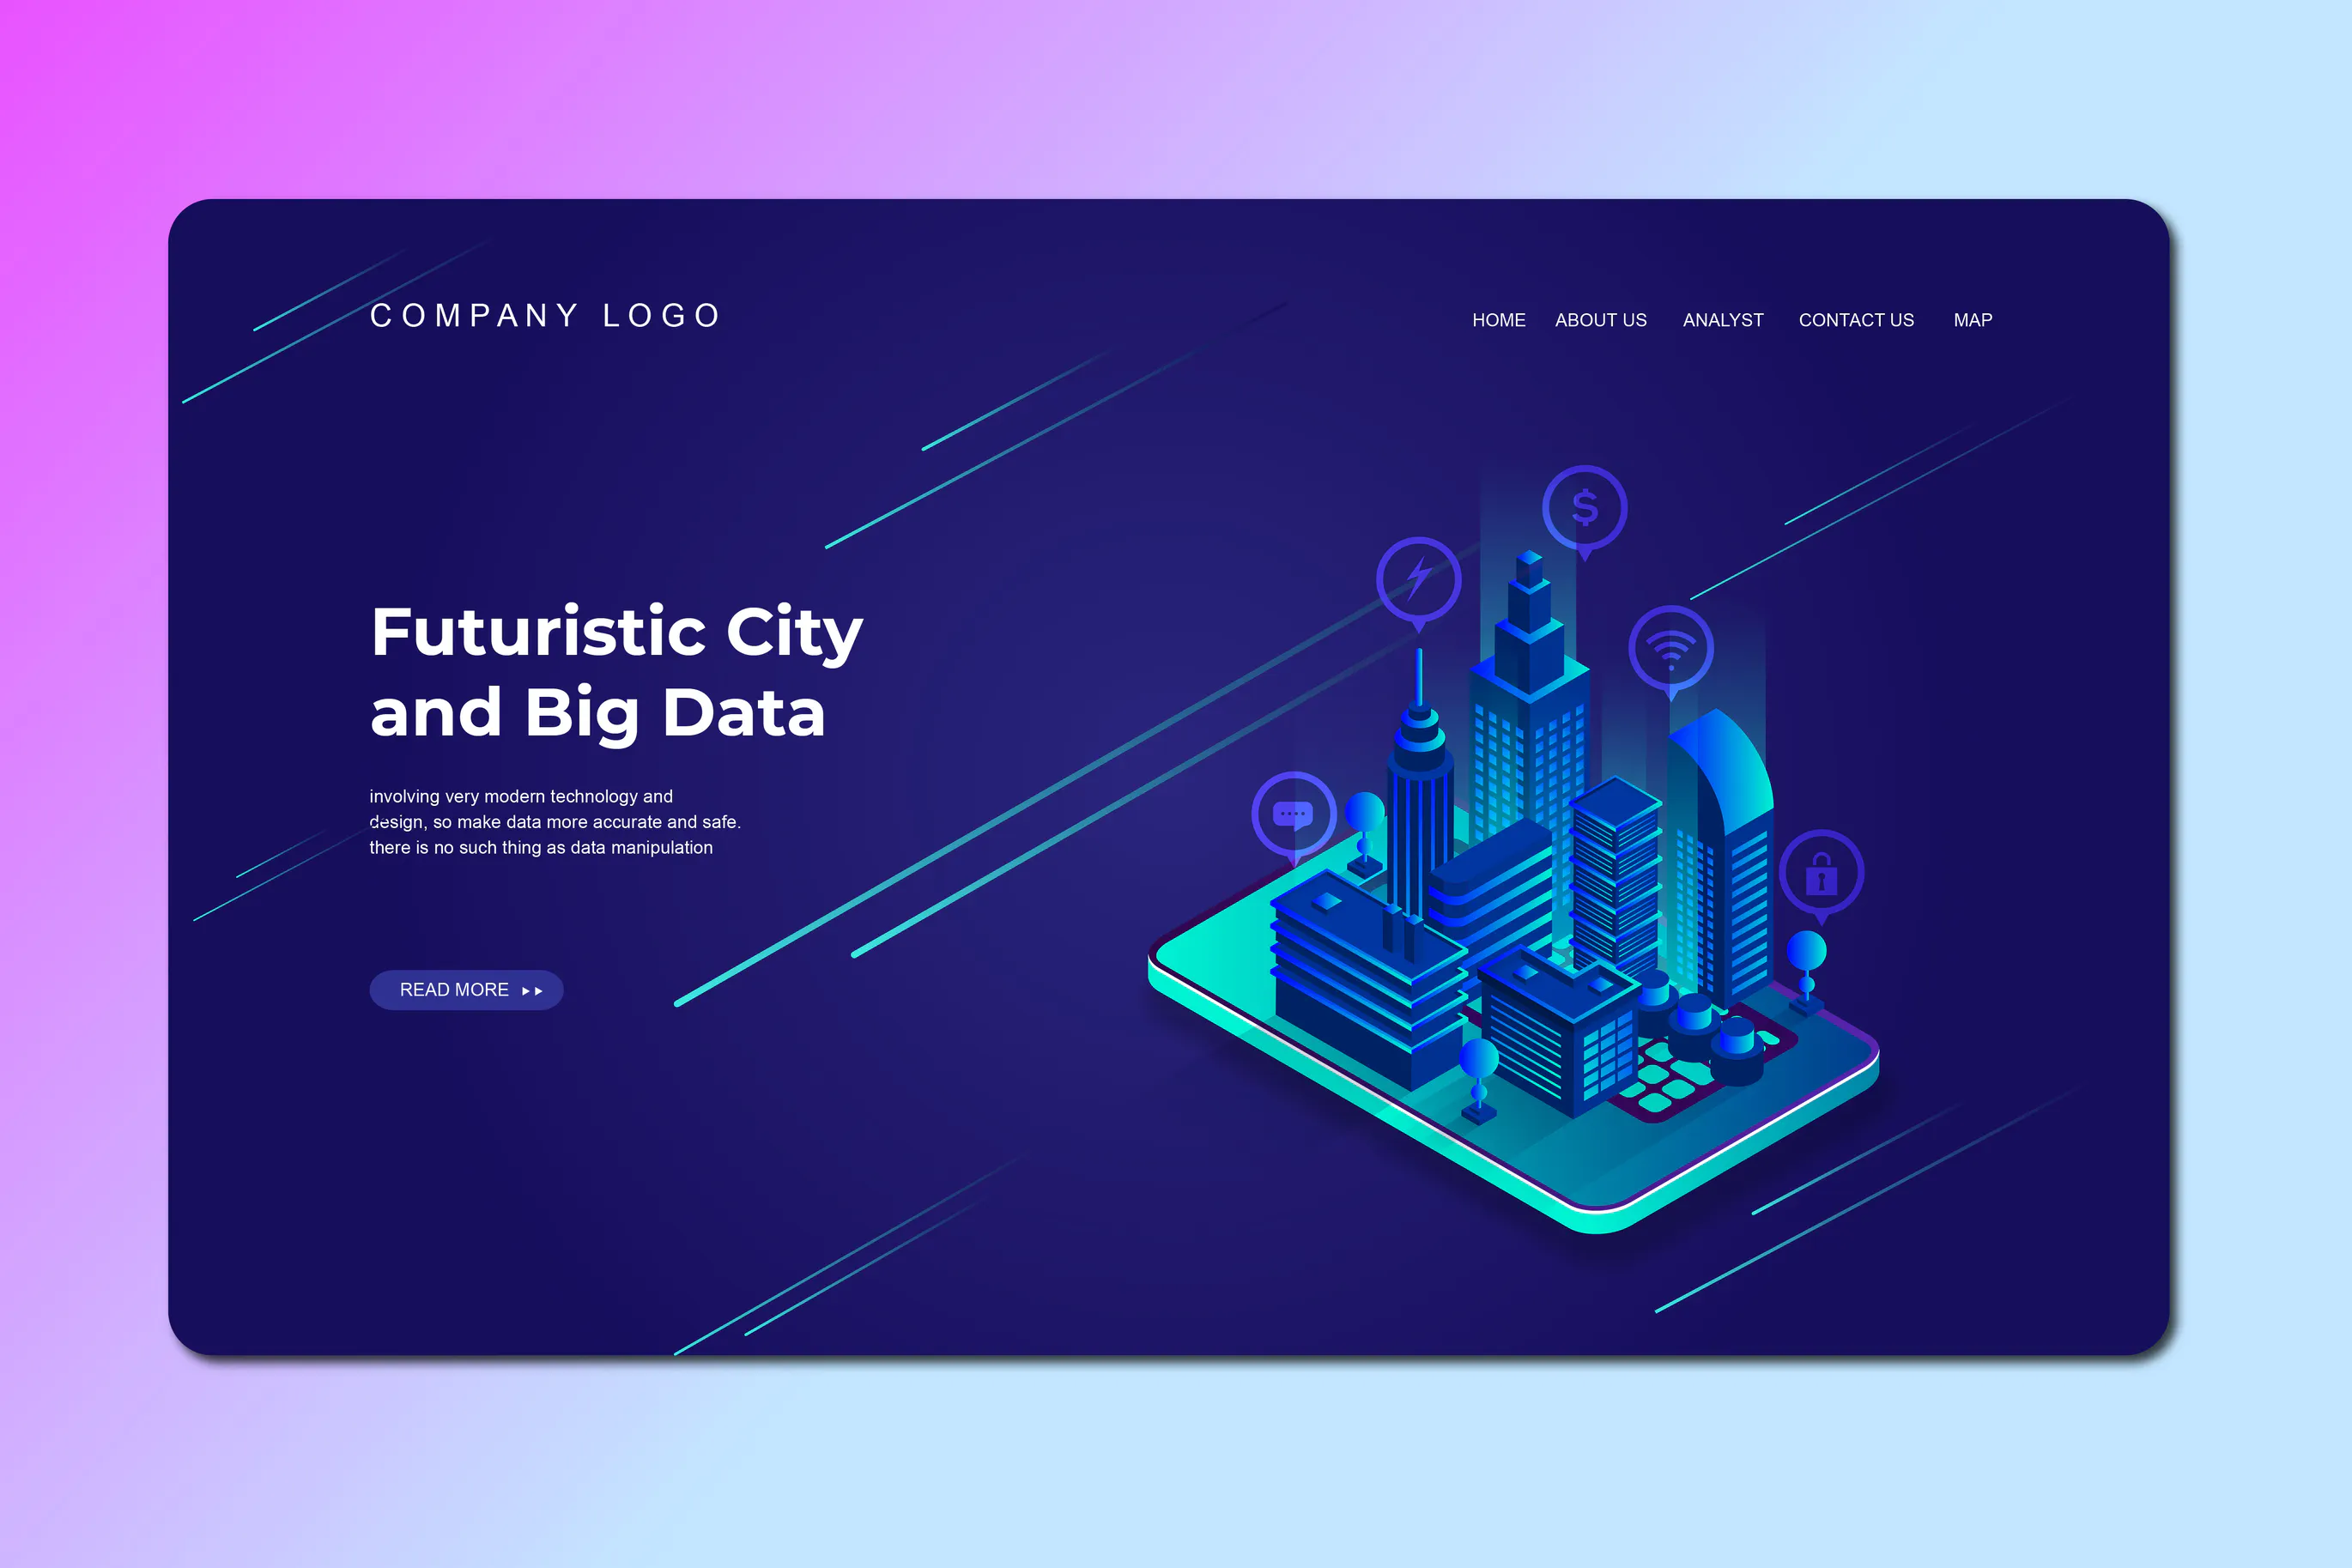 COMPANY LOGO
HOME ABOUT US ANALYST CONTACT US MAP
Futuristic City
and Big Data
involving very modern technology and
design, so make data more accurate and safe.
there is no such thing as data manipulation
READ MORE